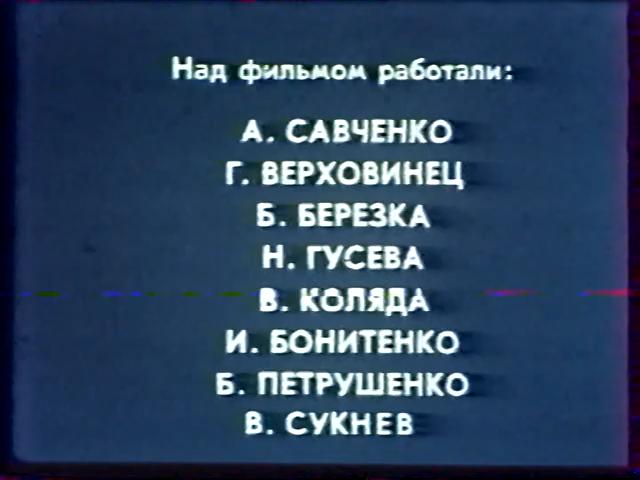 Над фильмом работали:
А. САВЧЕНКО
Г. ВЕРХОВИНЕЦ
Б. БЕРЕЗКА
Н. ГУСЕВА
В. КОЛЯДА
И. БОНИТЕНКО
Б. ПЕТРУШЕНКО
В. СУКНЕВ